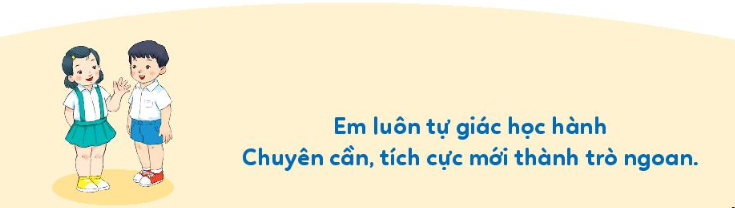 Em luôn tự giác học hành
Chuyên cần, tích cực mới thành trò ngoan.